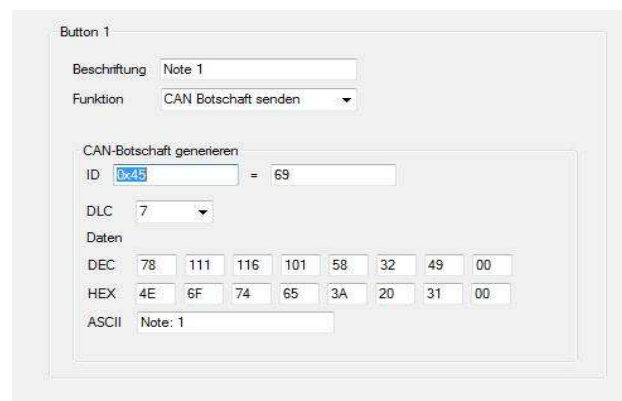 Button 1
Beschriftung Note 1
Funktion CAN Botschaft senden
CAN-Botschaft generieren
ID 0x45 = 69
DLC 7
Daten
DEC 78 111 116 101 58 32 49 00
HEX 4E 6F 74 65 3A 20 31 00
ASCII Note: 1